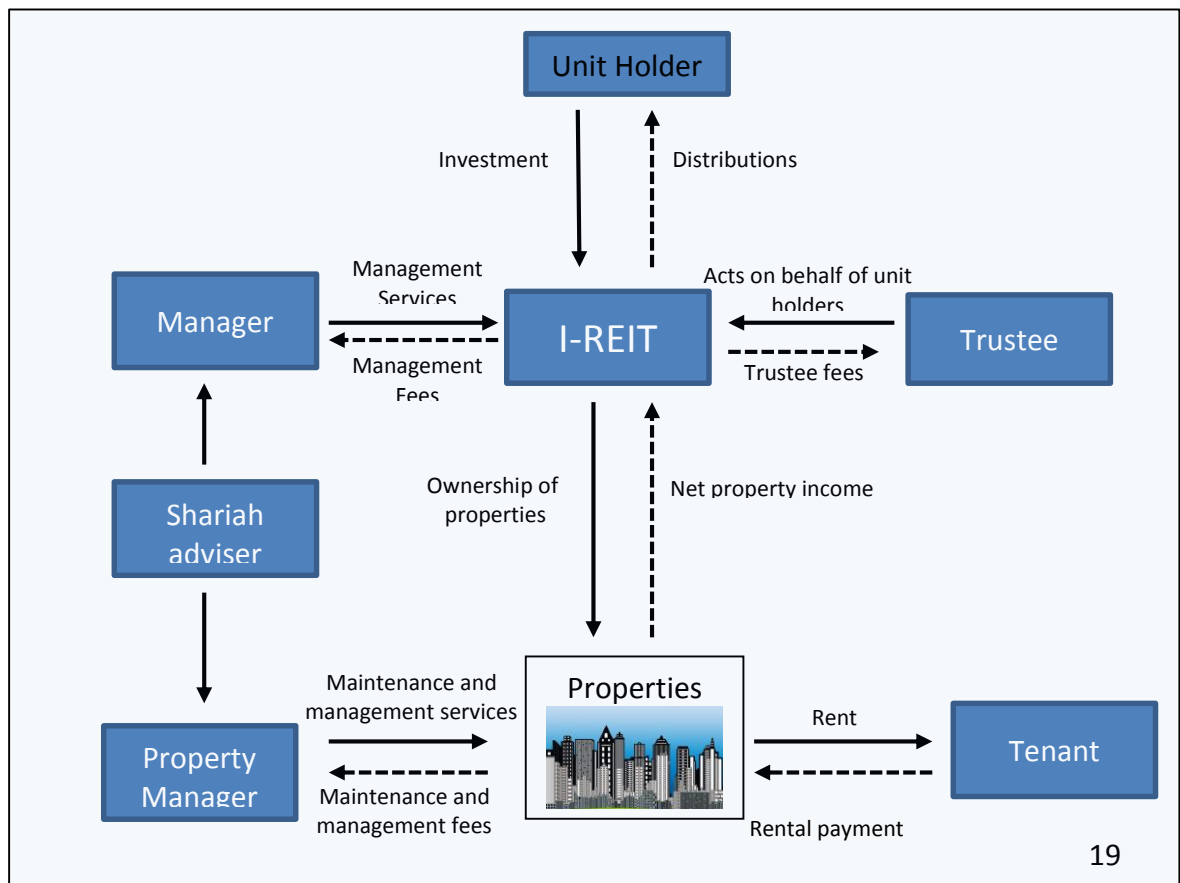 Unit Holder
Investment
Distributions
Management
Services
Acts on behalf of unit
holders
Manager
I-REIT
Trustee
Management
Fees
Trustee fees
Ownership of
properties
Net property income
Shariah
adviser
Maintenance and
management services
Properties
Rent
Property
Manager
Tenant
Maintenance and
management fees
Rental payment
19